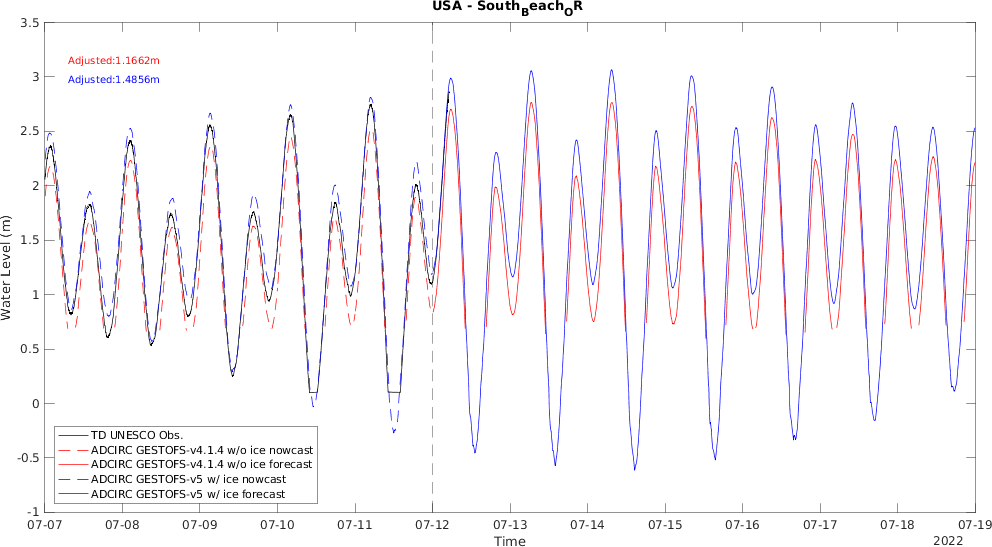 USA - SouthBeachOR
3.5
3
2.5
2
1.5
1
0.5
0
-0.5
-1
Water Level (m)
Adjusted:1.1662m
Adjusted:1.4856m
TD UNESCO Obs.
ADCIRC GESTOFS-v4.1.4 w/o ice nowcast
ADCIRC GESTOFS-v4.1.4 w/o ice forecast
ADCIRC GESTOFS-v5 w/ ice nowcast
ADCIRC GESTOFS-v5 w/ ice forecast
07-07 07-08 07-09 07-10 07-11 07-12 07-13 07-14 07-15 07-16 07-17 07-18 07-19
Time
2022